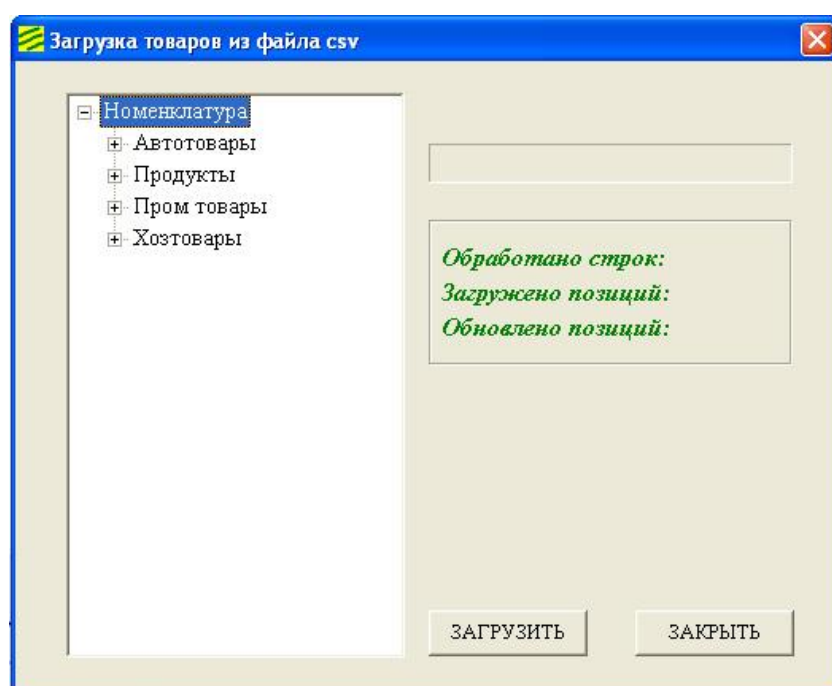 Загрузка товаров из файла csv
Номенклатура
Автотовары
Продукты
Пром товары
Хозтовары
Обработано строк:
Загружено позиций:
Обновлено позиций:
ЗАГРУЗИТЬ
ЗАКРЫТЬ